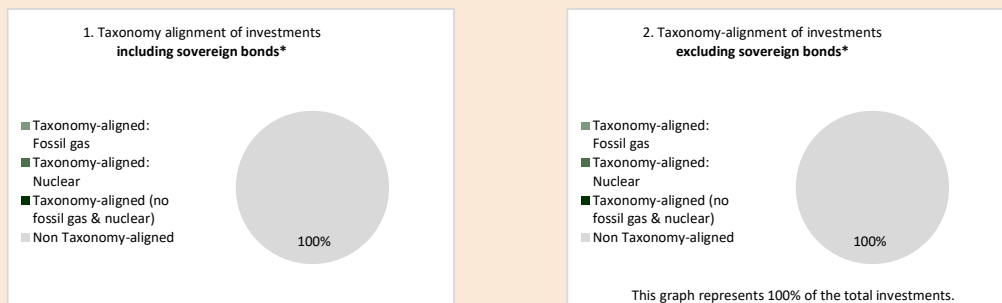 1. Taxonomy alignment of investments
including sovereign bonds*
Taxonomy-aligned:
Fossil gas
Taxonomy-aligned:
Nuclear
Taxonomy-aligned (no
fossil gas & nuclear)
Non Taxonomy-aligned
100%
2. Taxonomy-alignment of investments
excluding sovereign bonds*
Taxonomy-aligned:
Fossil gas
Taxonomy-aligned:
Nuclear
Taxonomy-aligned (no
fossil gas & nuclear)
Non Taxonomy-aligned
100%
This graph represents 100% of the total investments.